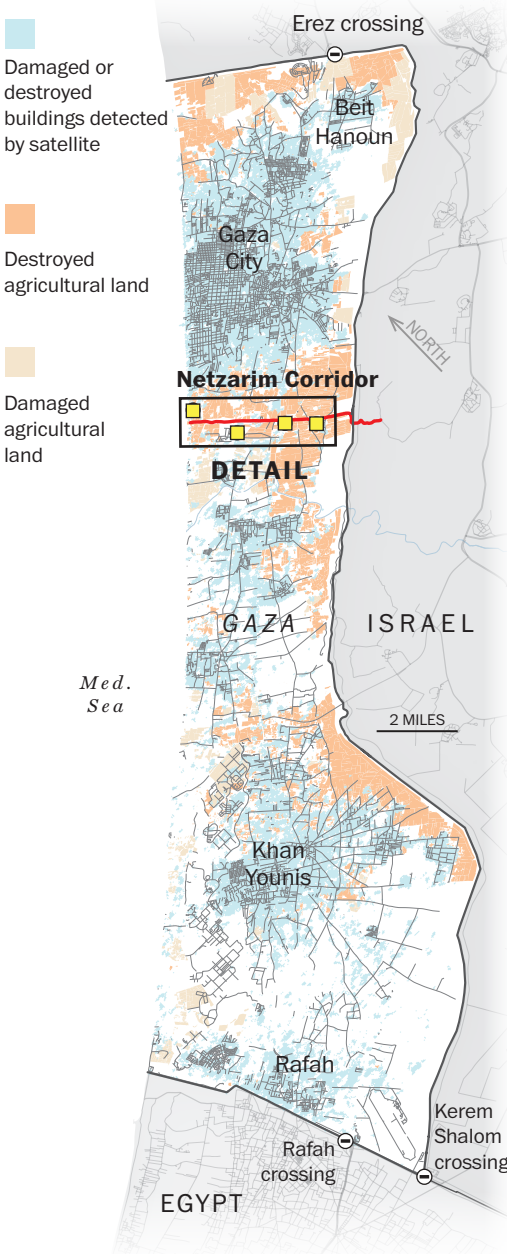 Damaged or
destroyed
buildings detected
by satellite
Destroyed
agricultural land
Damaged
agricultural
land
Erez crossing
Beit
Hanoun
Gaza
City
NORTH
Netzarim Corridor
DETAIL
GAZA
ISRAEL
Med.
Sea
2 MILES
Khan
Younis
Rafah
Rafah
crossing
Kerem
Shalom
crossing
EGYPT